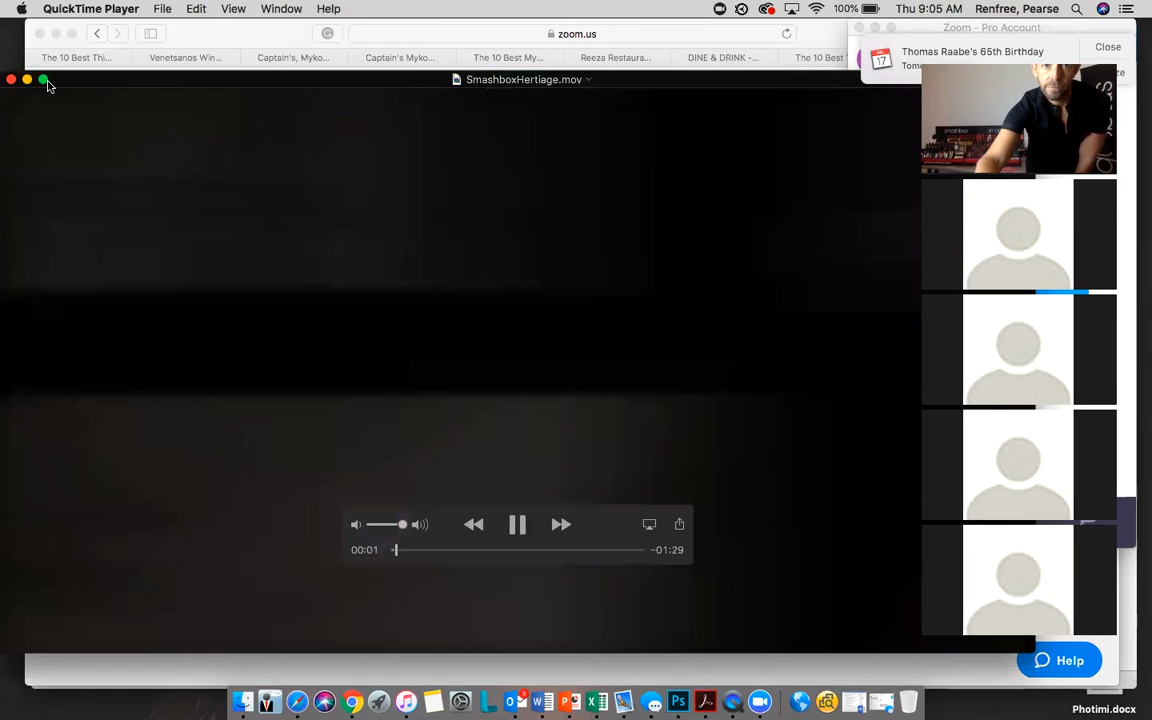 QuickTime Player File Edit View Window Help 100% Thu 9:05 AM Renfree, Pearse
zoom.us
Zoom - Pro Account
The 10 Best Thi... Venetsanos Win... Captain's, Myko... Captain's Myko... The 10 Best My... Reeza Restaura... DINE & DRINK -... The 10 Best
JUL 17
Thomas Raabe's 65th Birthday
Close
SmashboxHertiage.mov
smashbox
00:01 -01:29
Help
Photimi.docx